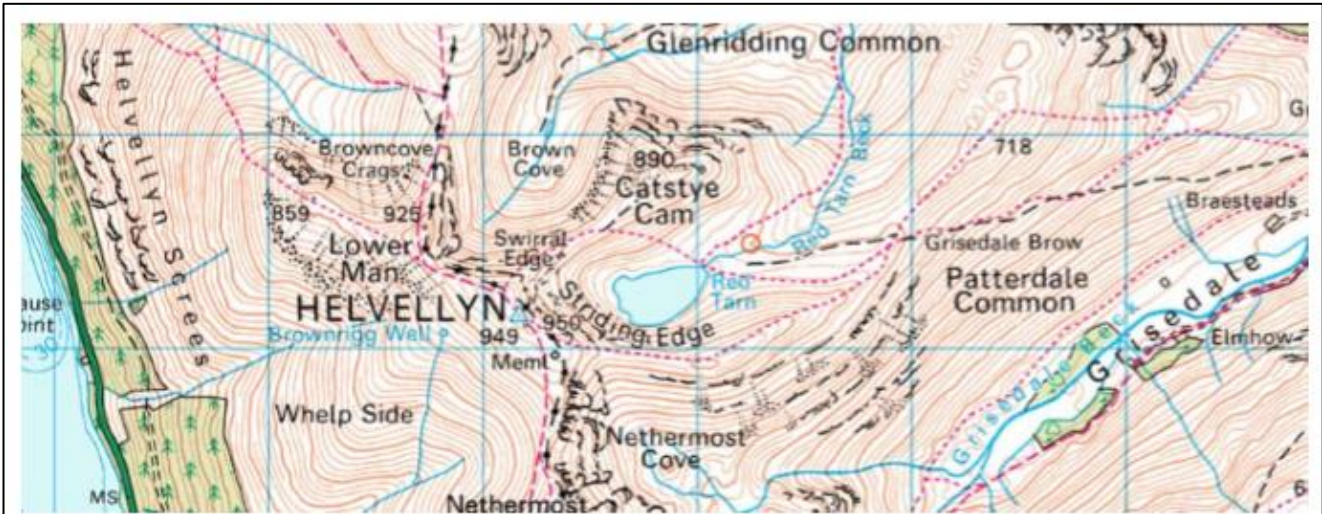 Glenridding Common
Helvellyn Screes
Browncove
Crags
Brown
Cove
890
Catstye
Cam
718
Red Tarn Beck
Braesteads
859
925
Lower
Man
Swirral
Edge
Red
Tarn
Grisedale Brow
Patterdale
Common
HELVELLYN
950
Striding Edge
Brownrigg Well
949
Meml
Grisedale
Grisedale Beck
Elmhow
Whelp Side
Nethermost
Cove
MS
Nethermost